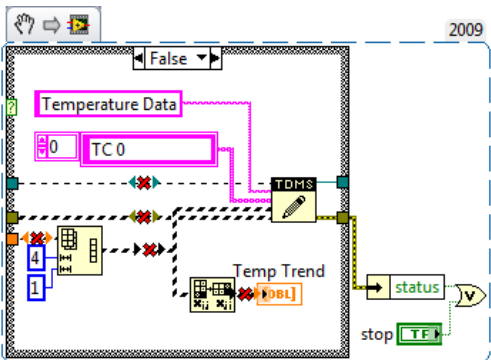 2009
False
Temperature Data
0
TC 0
TDMS
4
1
Temp Trend
DBL]
status
V
stop
TF